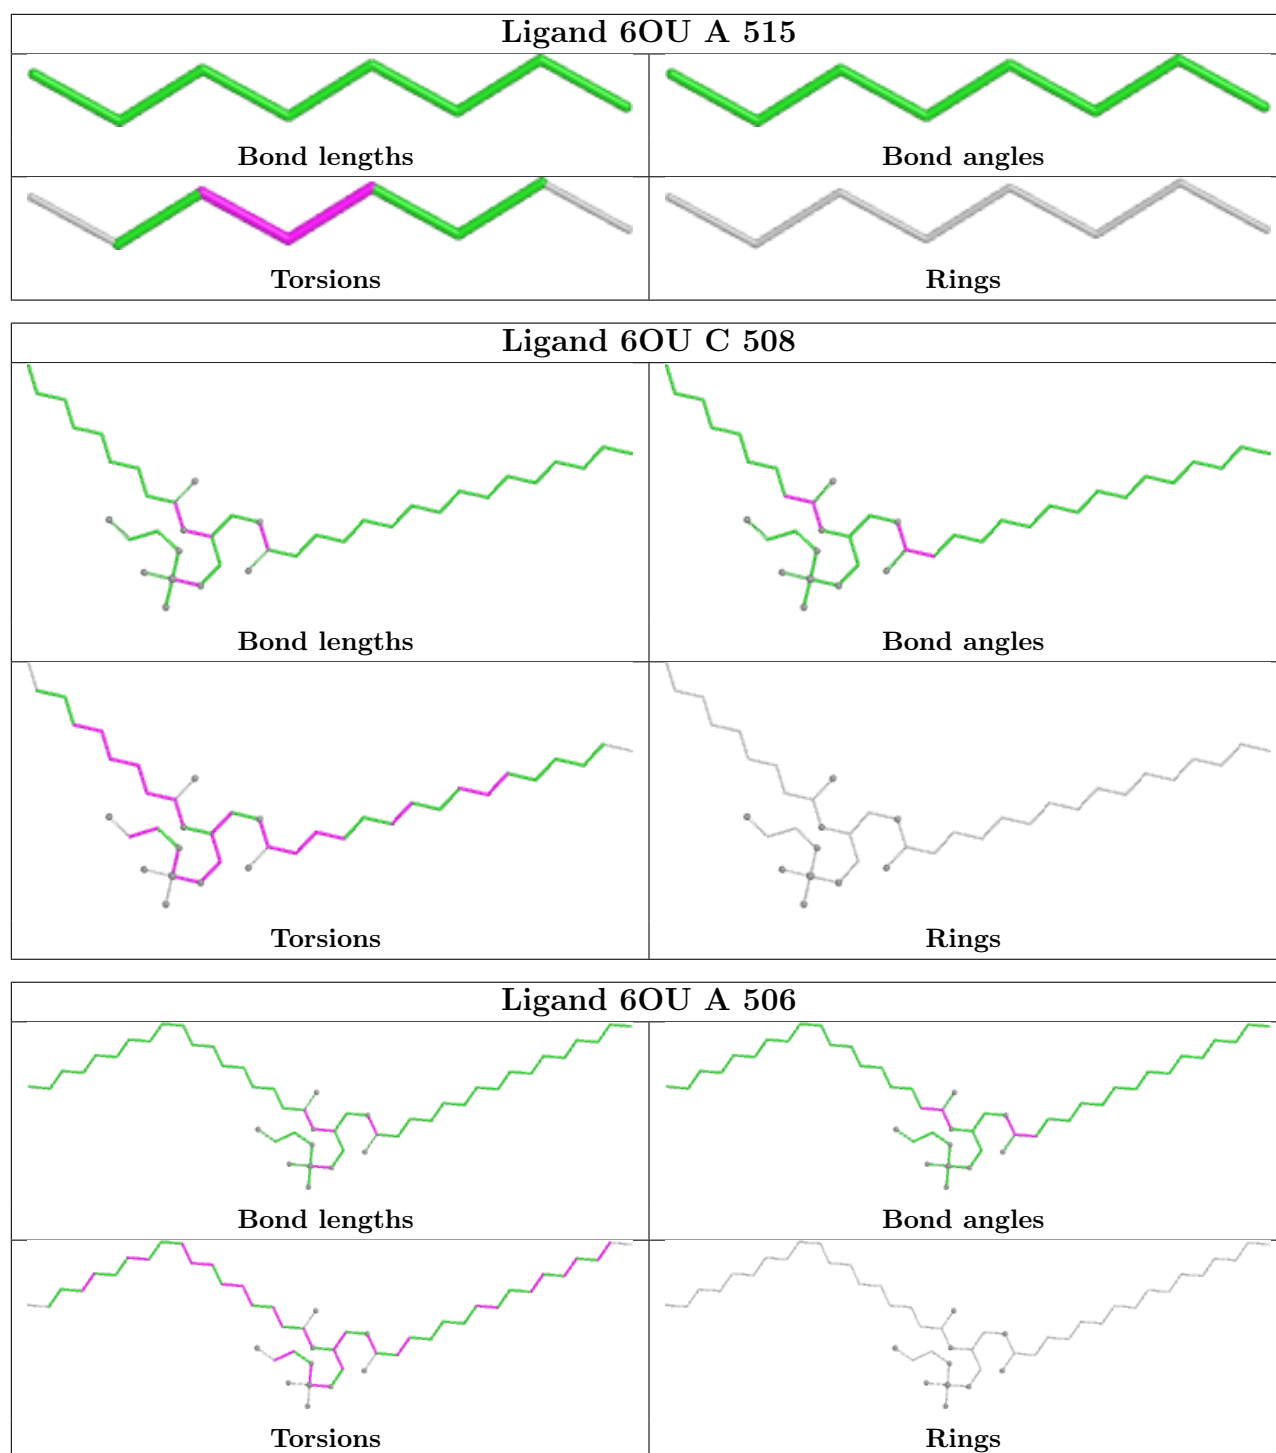 Ligand 6OU A 515
Bond lengths
Bond angles
Torsions
Rings
Ligand 6OU C 508
Bond lengths
Bond angles
Torsions
Rings
Ligand 6OU A 506
Bond lengths
Bond angles
Torsions
Rings